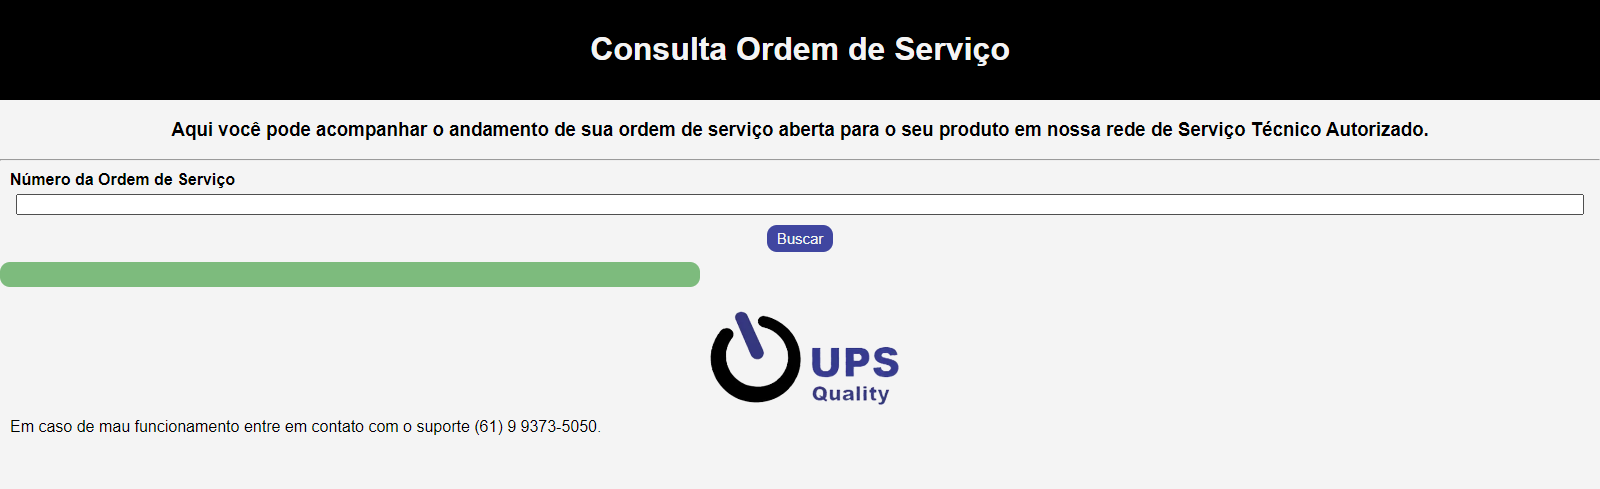 Consulta Ordem de Serviço
Aqui você pode acompanhar o andamento de sua ordem de serviço aberta para o seu produto em nossa rede de Serviço Técnico Autorizado.
Número da Ordem de Serviço
Buscar
UPS
Quality
Em caso de mau funcionamento entre em contato com o suporte (61) 9 9373-5050.